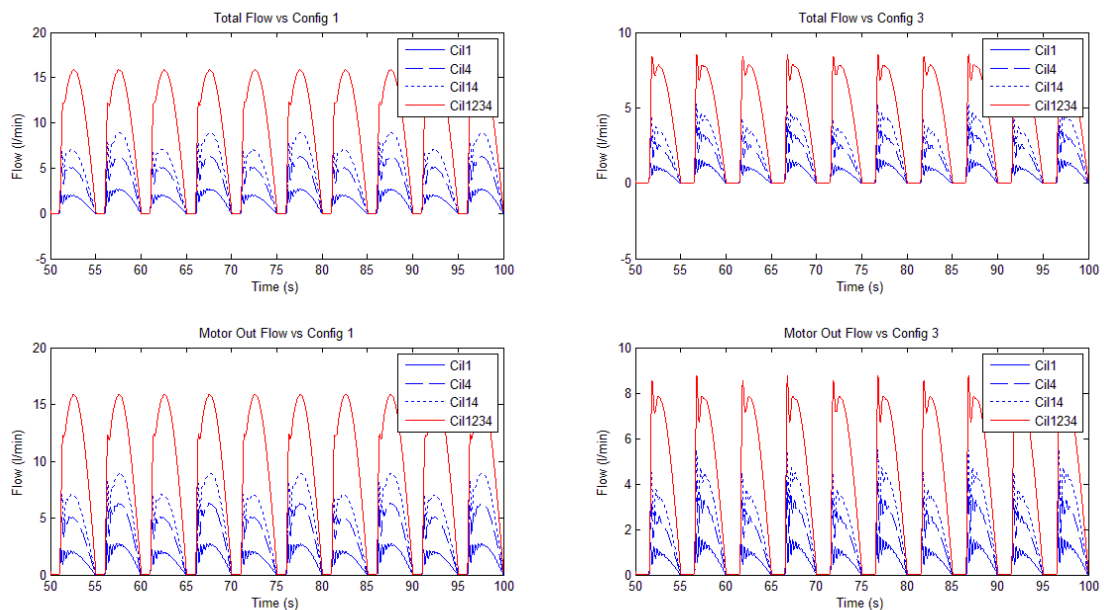 Total Flow vs Config 1
20
15
10
5
0
-5
Flow (l/min)
50 55 60 65 70 75 80 85 90 95 100
Time (s)
Cil1
Cil4
Cil14
Cil1234
Total Flow vs Config 3
10
5
0
-5
Flow (l/min)
50 55 60 65 70 75 80 85 90 95 100
Time (s)
Cil1
Cil4
Cil14
Cil1234
Motor Out Flow vs Config 1
20
15
10
5
0
Flow (l/min)
50 55 60 65 70 75 80 85 90 95 100
Time (s)
Cil1
Cil4
Cil14
Cil1234
Motor Out Flow vs Config 3
10
8
6
4
2
0
Flow (l/min)
50 55 60 65 70 75 80 85 90 95 100
Time (s)
Cil1
Cil4
Cil14
Cil1234